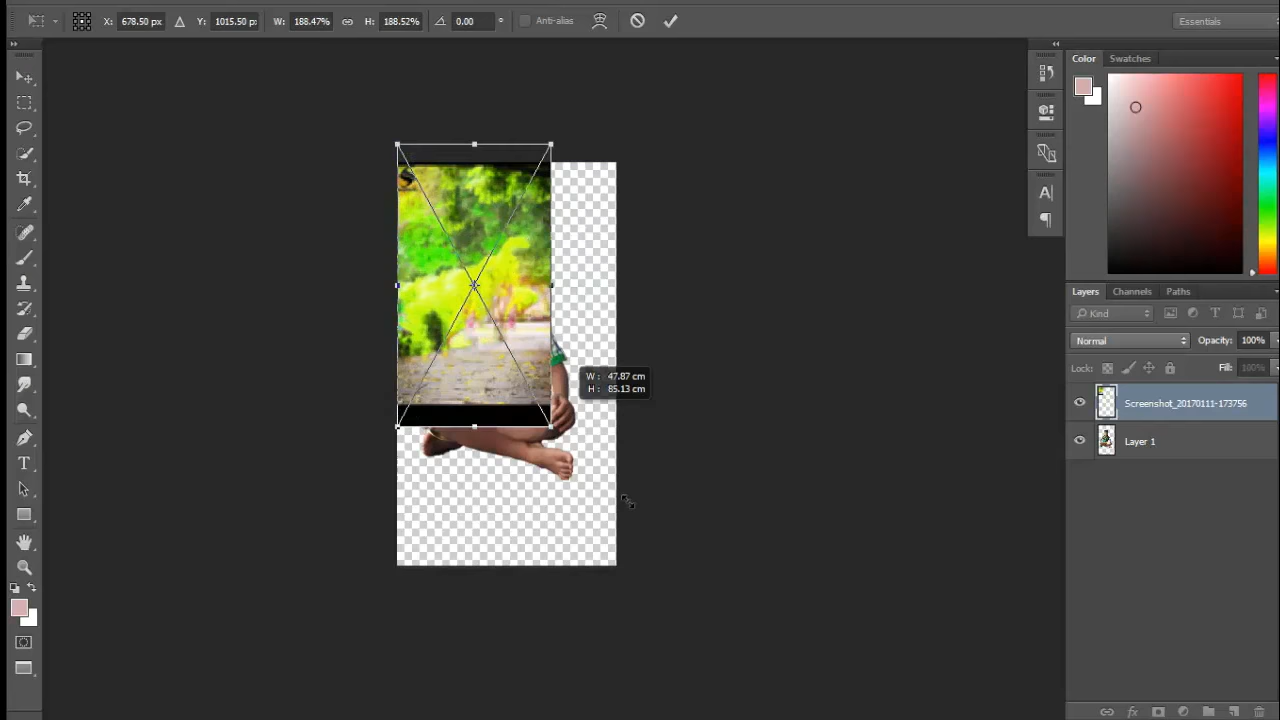 X: 678.50 px Y: 1015.50 px W: 188.47% H: 188.52% 0.00 ° Anti-alias Essentials
Color Swatches
W: 47.87 cm
H: 85.13 cm
Layers Channels Paths
Kind
Normal Opacity: 100%
Lock: Fill: 100%
Screenshot_20170111-173756
Layer 1